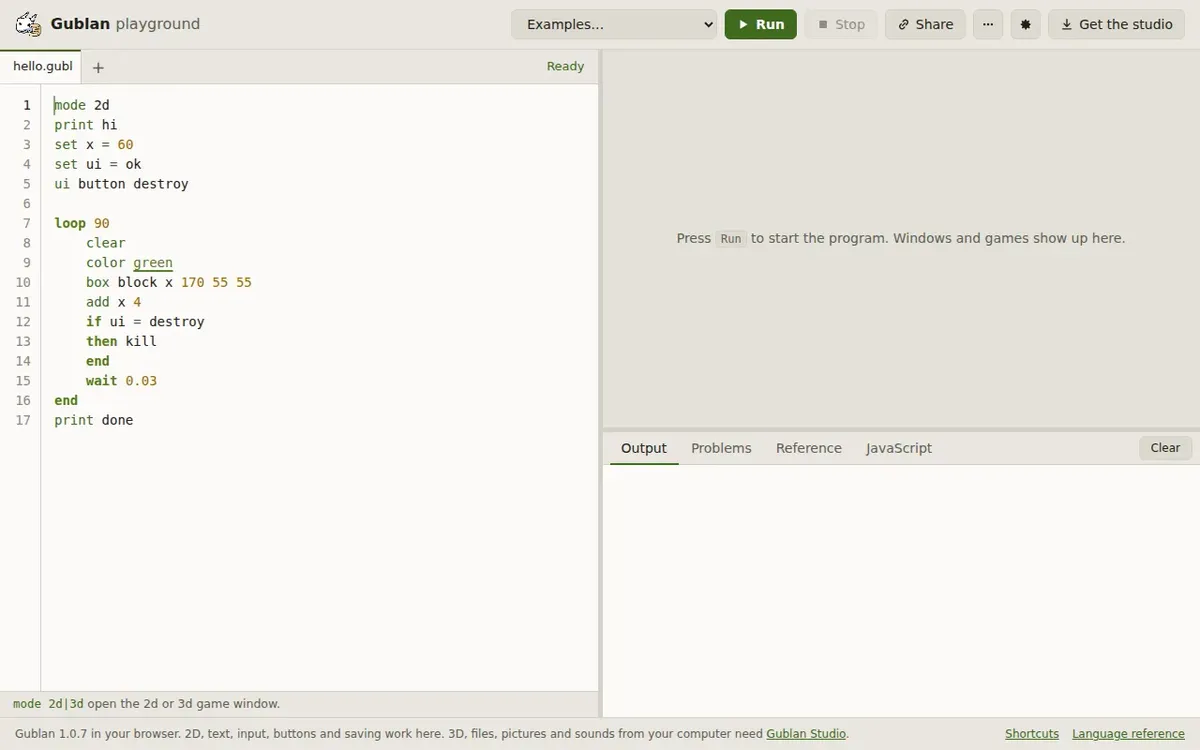 Gublan playground
Examples...
Run
Stop
Share
Get the studio
hello.gubl
Ready
1 mode 2d
2 print hi
3 set x = 60
4 set ui = ok
5 ui button destroy
6
7 loop 90
8     clear
9     color green
10     box block x 170 55 55
11     add x 4
12     if ui = destroy
13     then kill
14     end
15     wait 0.03
16 end
17 print done
mode 2d|3d open the 2d or 3d game window.
Press Run to start the program. Windows and games show up here.
Output Problems Reference JavaScript Clear
Gublan 1.0.7 in your browser. 2D, text, input, buttons and saving work here. 3D, files, pictures and sounds from your computer need Gublan Studio.
Shortcuts Language reference